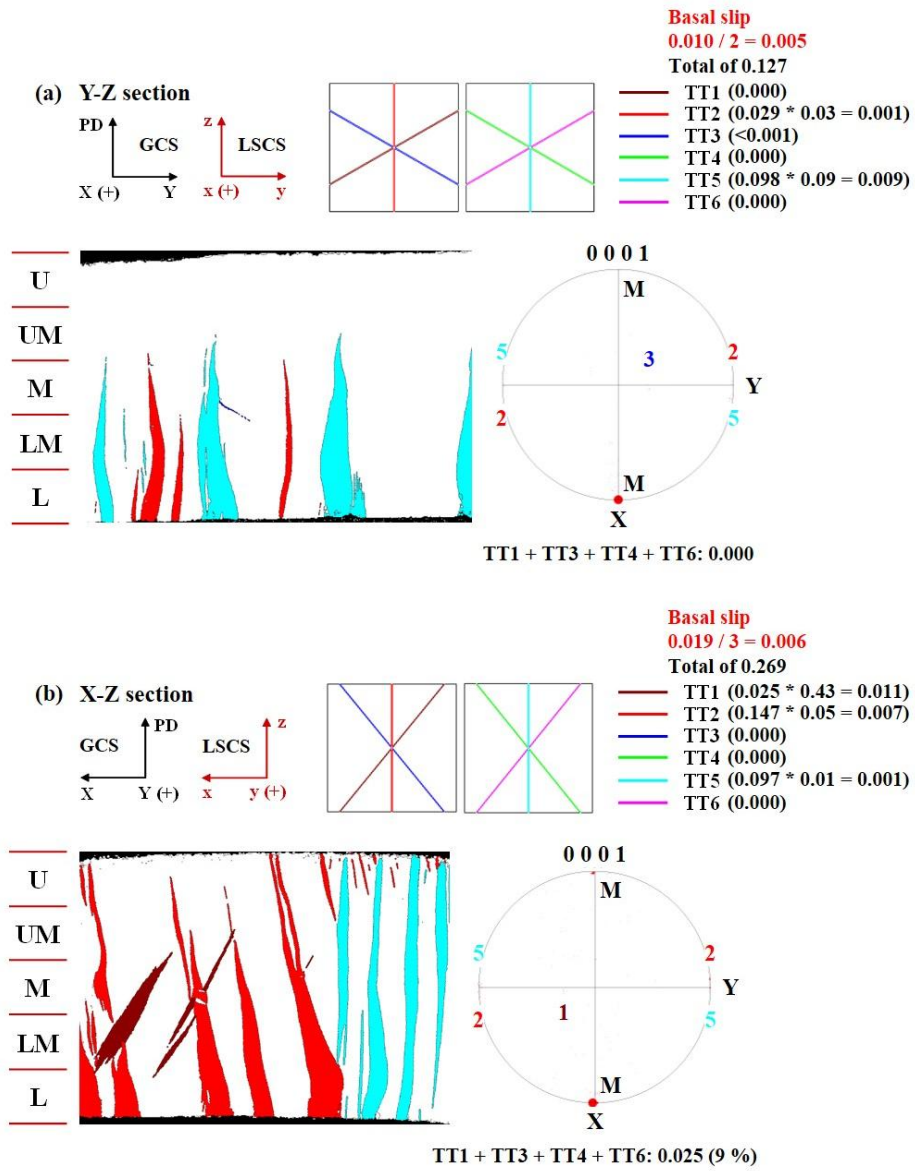 Basal slip
0.010 / 2 = 0.005
Total of 0.127
(a) Y-Z section
TT1 (0.000)
TT2 (0.029 * 0.03 = 0.001)
TT3 (<0.001)
TT4 (0.000)
TT5 (0.098 * 0.09 = 0.009)
TT6 (0.000)
PD
GCS
X (+)
Y
z
LSCS
x (+)
y
U
UM
M
LM
L
0 0 0 1
M
5
2
3
Y
2
5
M
X
TT1 + TT3 + TT4 + TT6: 0.000
Basal slip
0.019 / 3 = 0.006
Total of 0.269
(b) X-Z section
TT1 (0.025 * 0.43 = 0.011)
TT2 (0.147 * 0.05 = 0.007)
TT3 (0.000)
TT4 (0.000)
TT5 (0.097 * 0.01 = 0.001)
TT6 (0.000)
PD
GCS
X
Y (+)
z
LSCS
x
y (+)
U
UM
M
LM
L
0 0 0 1
M
5
2
Y
1
2
5
M
X
TT1 + TT3 + TT4 + TT6: 0.025 (9 %)